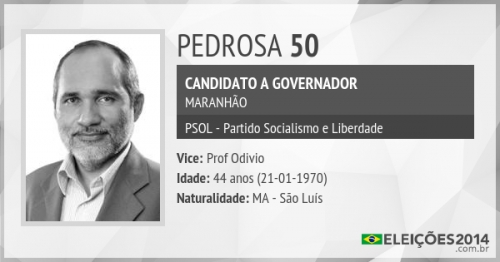 PEDROSA 50
CANDIDATO A GOVERNADOR
MARANHÃO
PSOL - Partido Socialismo e Liberdade
Vice: Prof Odivio
Idade: 44 anos (21-01-1970)
Naturalidade: MA - São Luís
ELEIÇÕES2014
.com.br